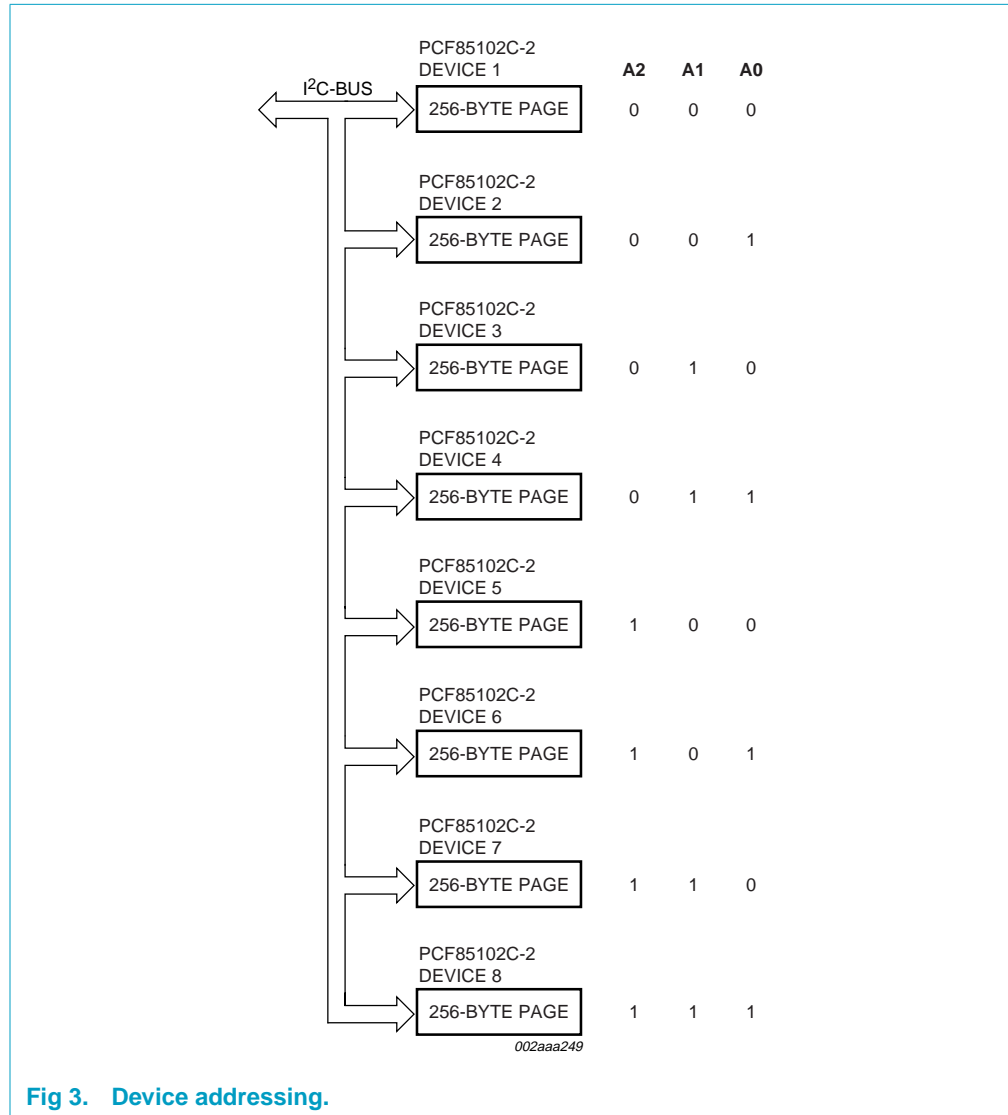 PCF85102C-2
DEVICE 1
A2 A1 A0
I2C-BUS
256-BYTE PAGE 0 0 0
PCF85102C-2
DEVICE 2
256-BYTE PAGE 0 0 1
PCF85102C-2
DEVICE 3
256-BYTE PAGE 0 1 0
PCF85102C-2
DEVICE 4
256-BYTE PAGE 0 1 1
PCF85102C-2
DEVICE 5
256-BYTE PAGE 1 0 0
PCF85102C-2
DEVICE 6
256-BYTE PAGE 1 0 1
PCF85102C-2
DEVICE 7
256-BYTE PAGE 1 1 0
PCF85102C-2
DEVICE 8
256-BYTE PAGE 1 1 1
002aaa249
Fig 3. Device addressing.